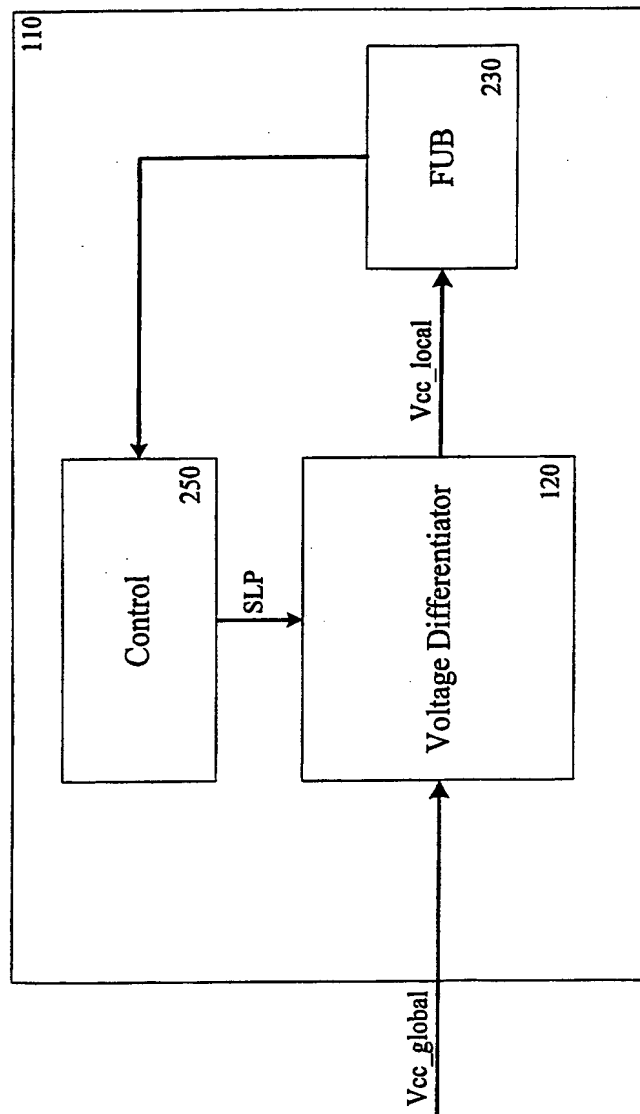 110
Control
250
SLP
Vcc_global
Voltage Differentiator
120
Vcc_local
FUB
230